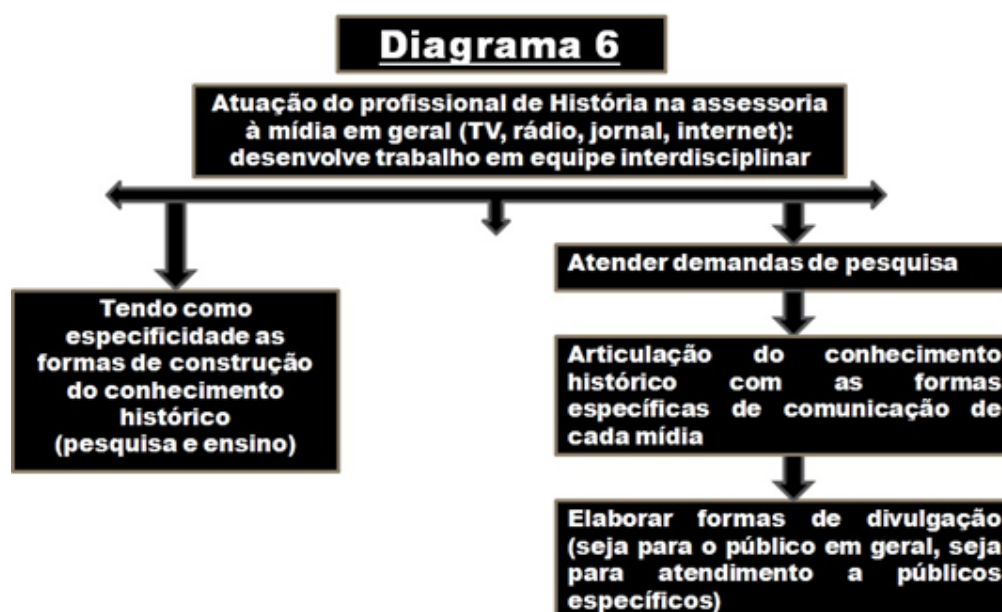 Diagrama 6
Atuação do profissional de História na assessoria
à mídia em geral (TV, rádio, jornal, internet):
desenvolve trabalho em equipe interdisciplinar
Tendo como
especificidade as
formas de construção
do conhecimento
histórico
(pesquisa e ensino)
Atender demandas de pesquisa
Articulação do conhecimento
histórico com as formas
específicas de comunicação de
cada mídia
Elaborar formas de divulgação
(seja para o público em geral, seja
para atendimento a públicos
específicos)